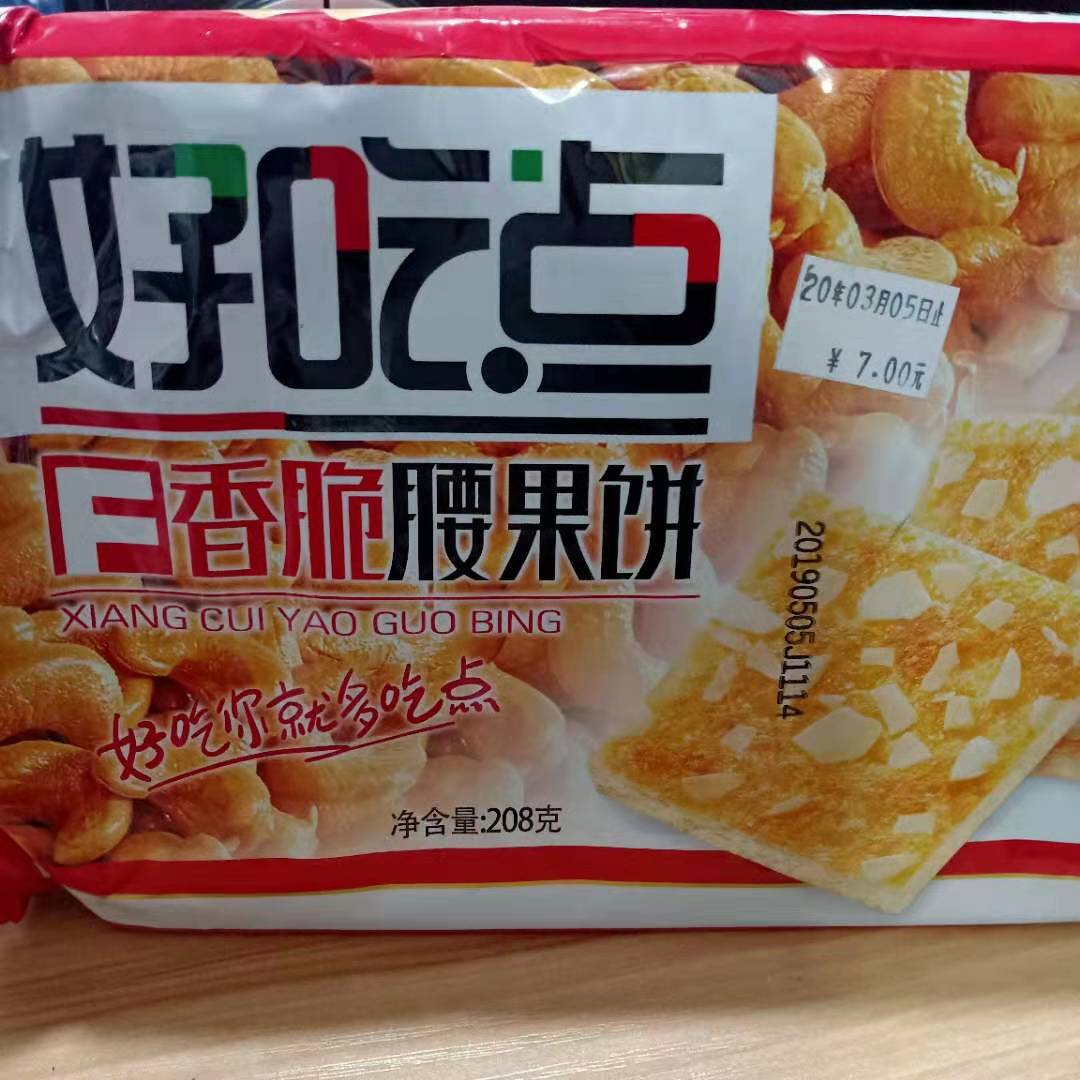 好吃点
20年03月05日止
¥ 7.00元
香脆腰果饼
XIANG CUI YAO GUO BING
20190505J1114
好吃你就多吃点
净含量:208克